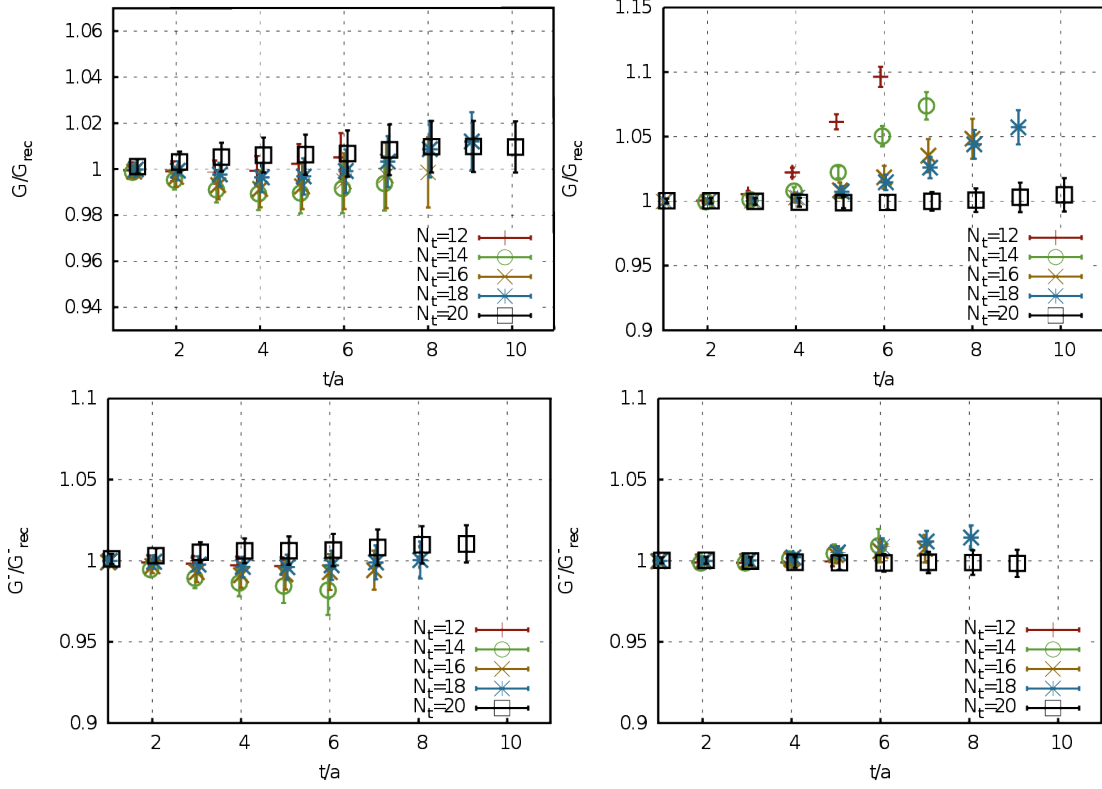 1.06
1.04
1.02
1
0.98
0.96
0.94
G/G_rec
N_t=12
N_t=14
N_t=16
N_t=18
N_t=20
2 4 6 8 10
t/a
1.15
1.1
1.05
1
0.95
0.9
G/G_rec
N_t=12
N_t=14
N_t=16
N_t=18
N_t=20
2 4 6 8 10
t/a
1.1
1.05
1
0.95
0.9
G^-/G^-_rec
N_t=12
N_t=14
N_t=16
N_t=18
N_t=20
2 4 6 8 10
t/a
1.1
1.05
1
0.95
0.9
G^-/G^-_rec
N_t=12
N_t=14
N_t=16
N_t=18
N_t=20
2 4 6 8 10
t/a